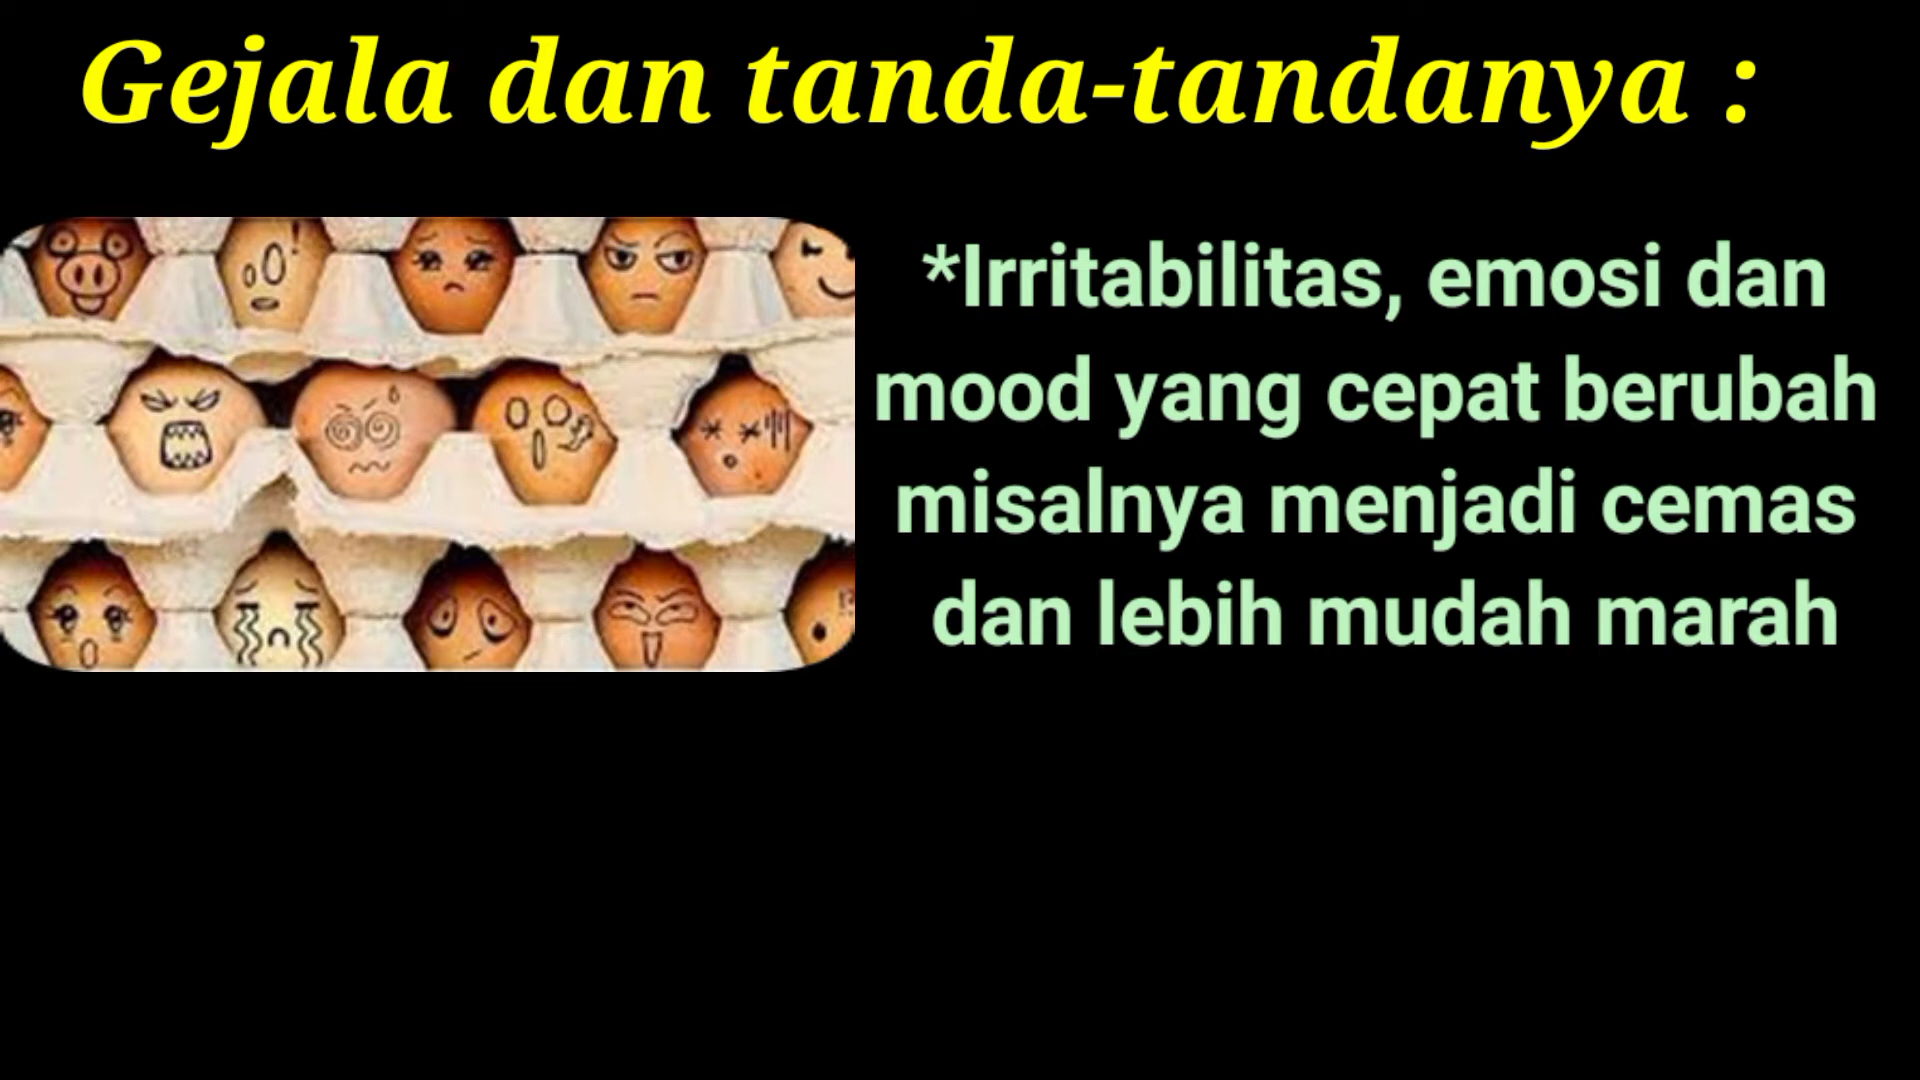 Gejala dan tanda-tandanya :
*Irritabilitas, emosi dan
mood yang cepat berubah
misalnya menjadi cemas
dan lebih mudah marah